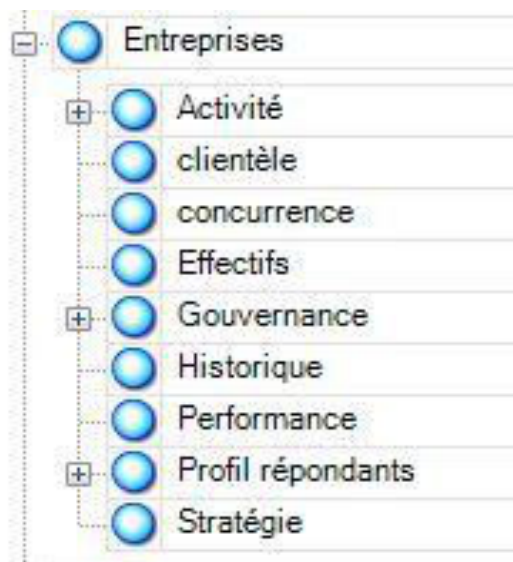 Entreprises
Activité
clientèle
concurrence
Effectifs
Gouvernance
Historique
Performance
Profil répondants
Stratégie